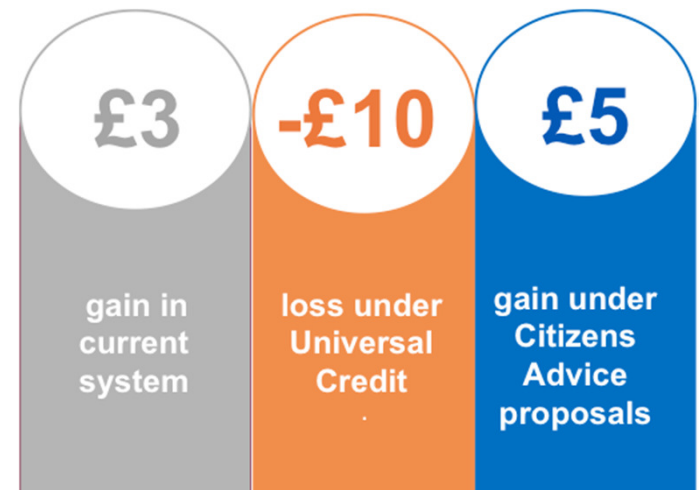 £3
gain in
current
system
-£10
loss under
Universal
Credit
.
£5
gain under
Citizens
Advice
proposals